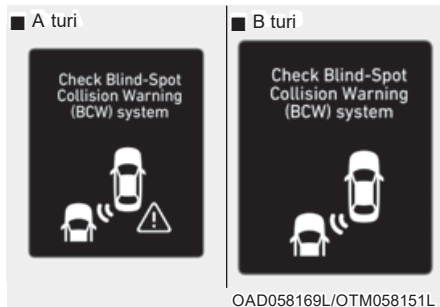 ■ A turi
Check Blind-Spot
Collision Warning
(BCW) system
■ B turi
Check Blind-Spot
Collision Warning
(BCW) system
OAD058169L/OTM058151L